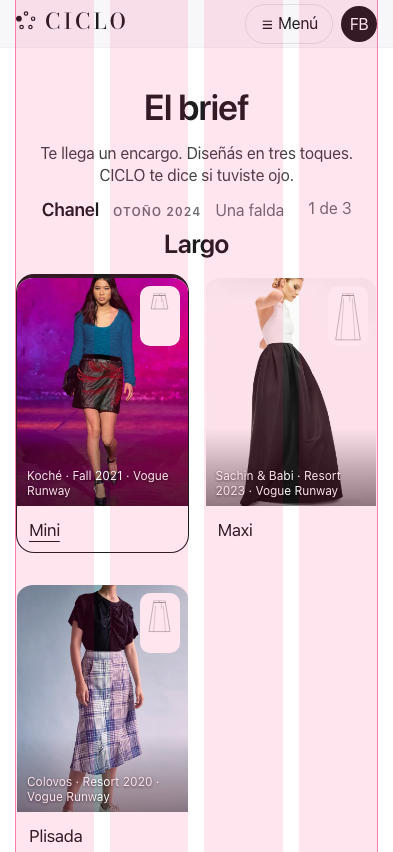 CICLO
Menú
FB
El brief
Te llega un encargo. Diseñás en tres toques.
CICLO te dice si tuviste ojo.
Chanel OTOÑO 2024 Una falda 1 de 3
Largo
Koché · Fall 2021 · Vogue
Runway
Sachin & Babi · Resort
2023 · Vogue Runway
Mini
Maxi
Colovos · Resort 2020 ·
Vogue Runway
Plisada